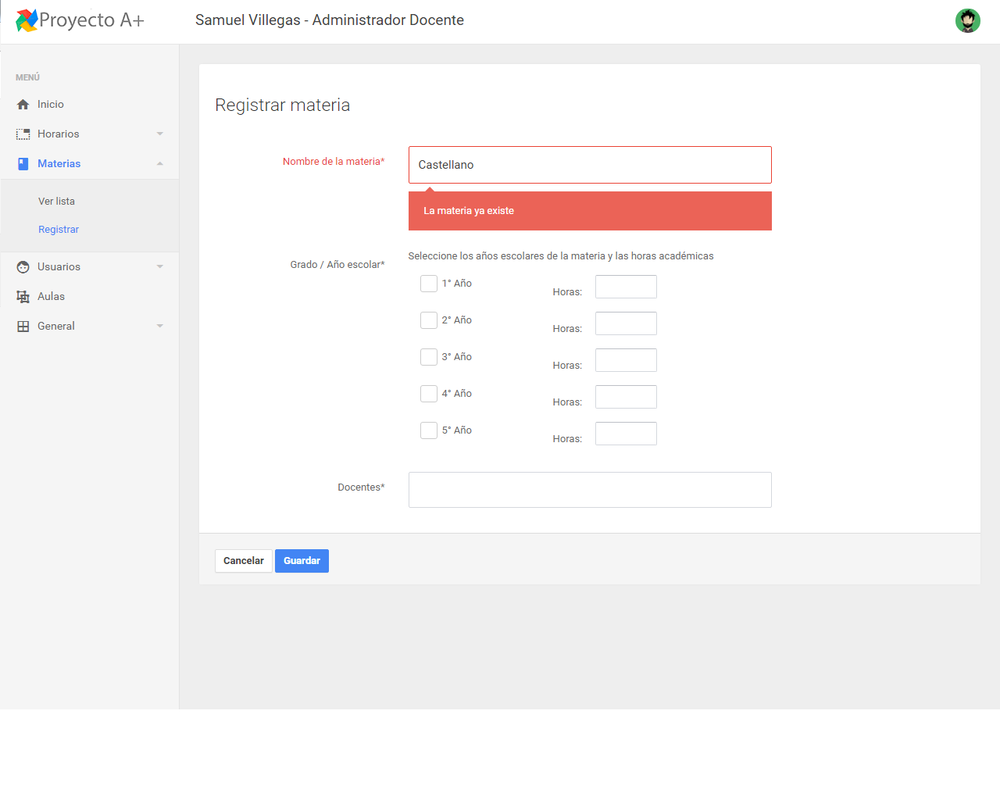 Proyecto A+
Samuel Villegas - Administrador Docente
MENÚ
Inicio
Horarios
Materias
Ver lista
Registrar
Usuarios
Aulas
General
Registrar materia
Nombre de la materia*
Castellano
La materia ya existe
Grado / Año escolar*
Seleccione los años escolares de la materia y las horas académicas
1° Año Horas:
2° Año Horas:
3° Año Horas:
4° Año Horas:
5° Año Horas:
Docentes*
Cancelar Guardar